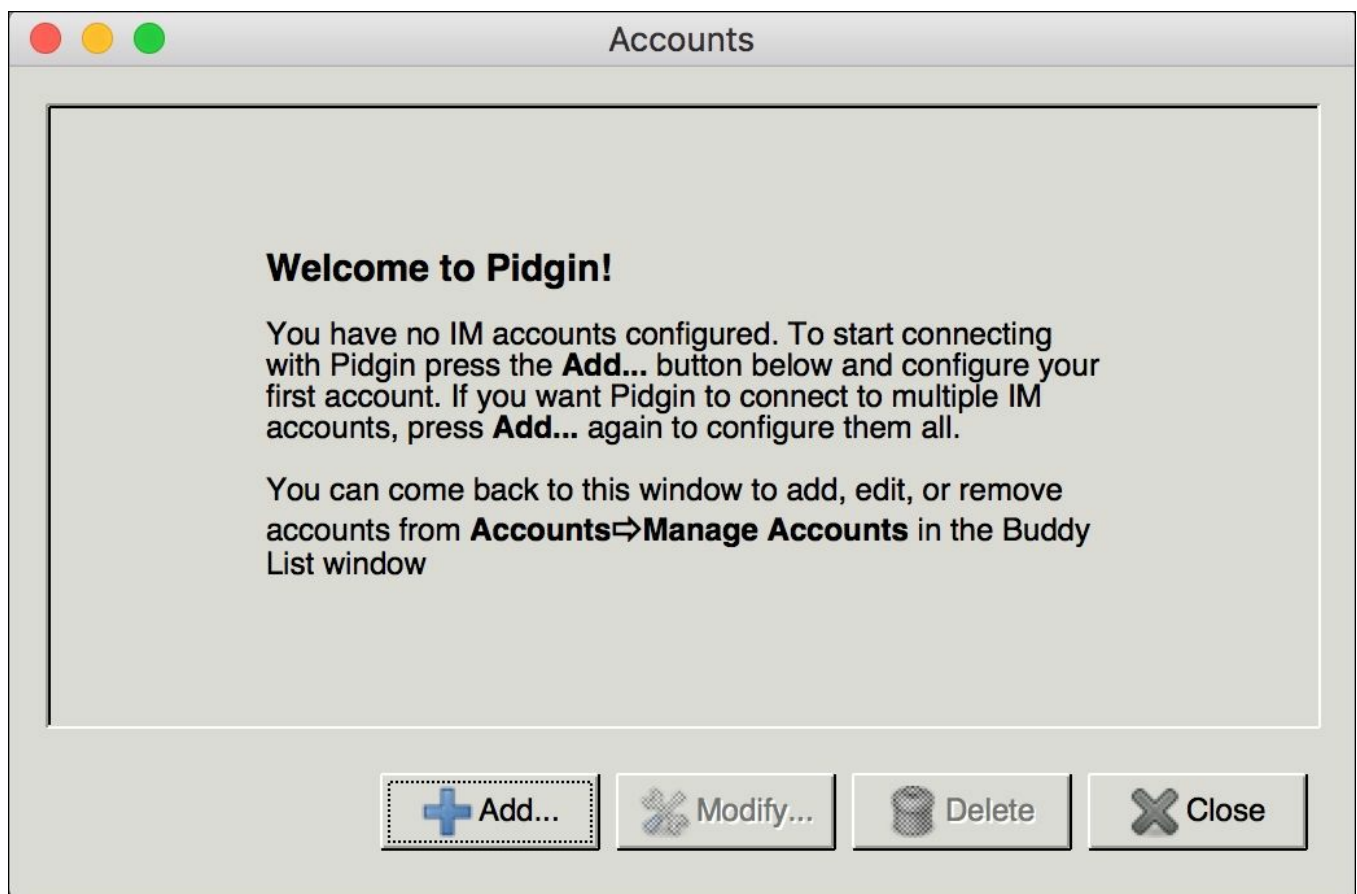 Accounts
Welcome to Pidgin!
You have no IM accounts configured. To start connecting
with Pidgin press the Add... button below and configure your
first account. If you want Pidgin to connect to multiple IM
accounts, press Add... again to configure them all.
You can come back to this window to add, edit, or remove
accounts from Accounts⇨Manage Accounts in the Buddy
List window
Add...
Modify...
Delete
Close